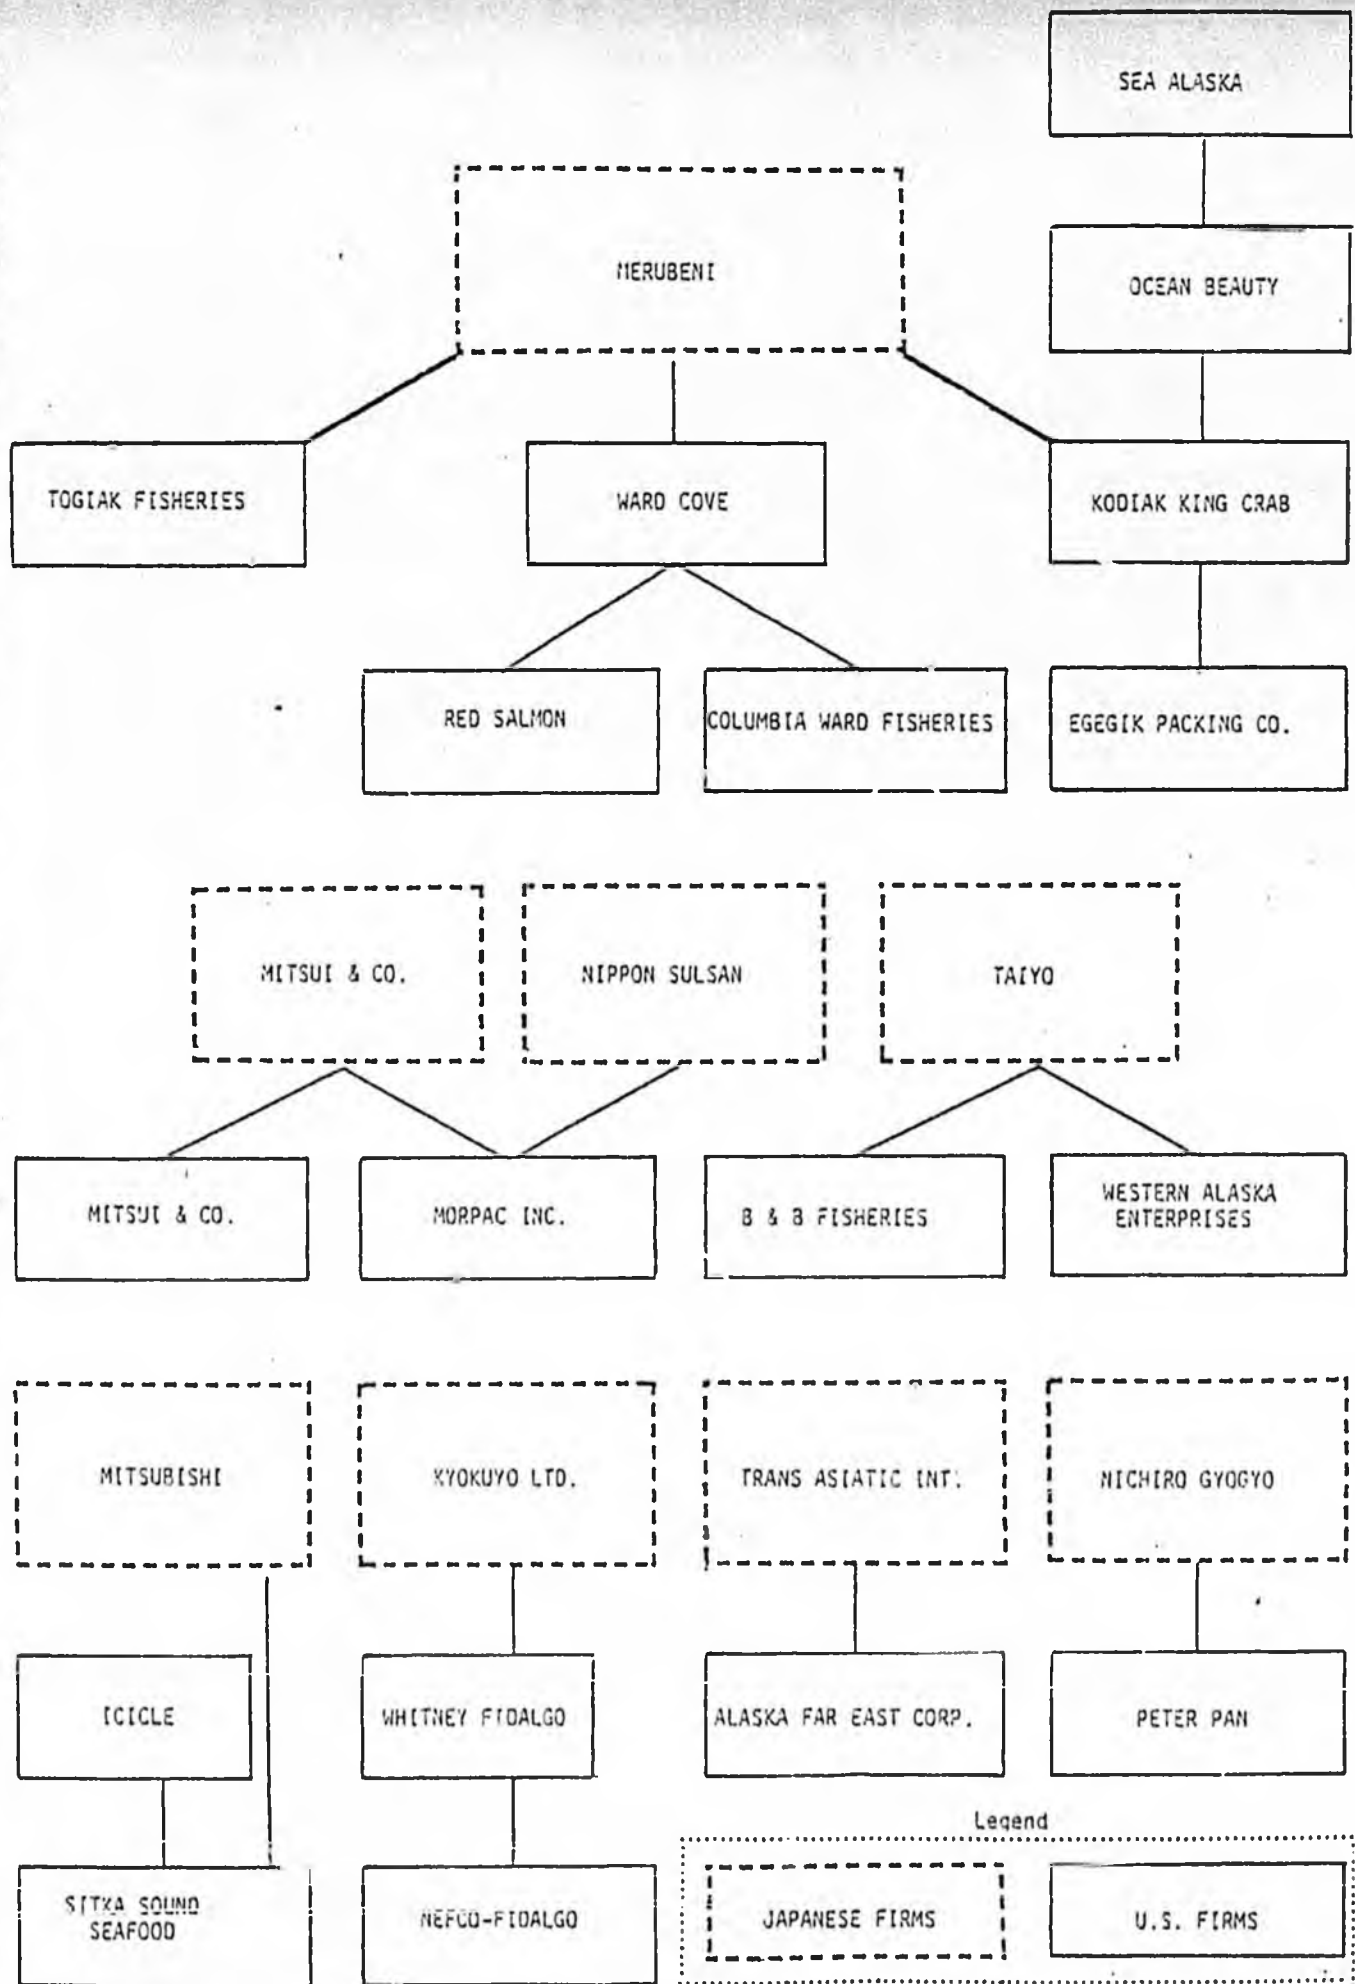 SEA ALASKA
MERUBENI
OCEAN BEAUTY
TOGIAK FISHERIES
WARD COVE
KODIAK KING CRAB
RED SALMON
COLUMBIA WARD FISHERIES
EGEGIK PACKING CO.
MITSUI & CO.
NIPPON SULSAN
TAIYO
MITSUI & CO.
MORPAC INC.
B & B FISHERIES
WESTERN ALASKA
ENTERPRISES
MITSUBISHI
KYOKUYO LTD.
TRANS ASIATIC INT.
NICHIRO GYOGYO
ICICLE
WHITNEY FIDALGO
ALASKA FAR EAST CORP.
PETER PAN
Legend
SITKA SOUND
SEAFOOD
NEFCO-FIDALGO
JAPANESE FIRMS
U.S. FIRMS